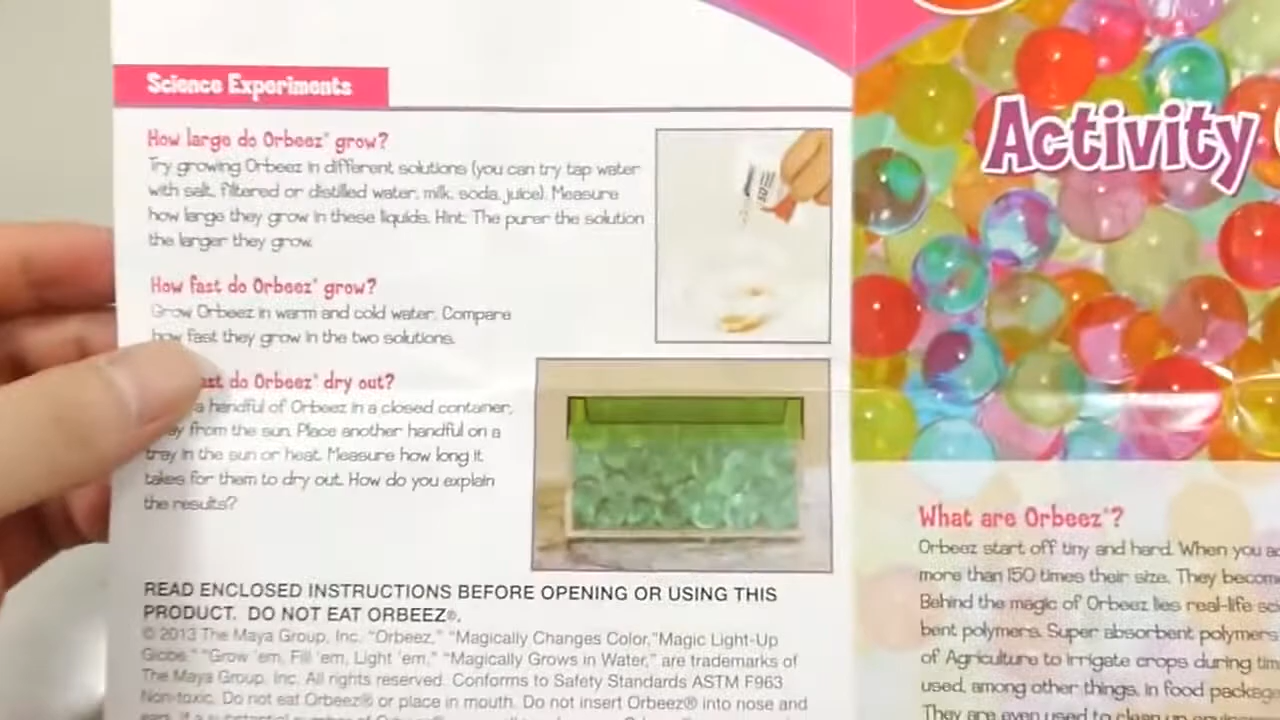 Science Experiments
How large do Orbeez® grow?
Try growing Orbeez in different solutions (you can try tap water
with salt, filtered or distilled water, milk, soda, juice). Measure
how large they grow in these liquids. Hint: The purer the solution
the larger they grow.
How fast do Orbeez® grow?
Grow Orbeez in warm and cold water. Compare
how fast they grow in the two solutions.
do Orbeez® dry out?
a handful of Orbeez in a closed container,
from the sun. Place another handful on a
tray in the sun or heat. Measure how long it
takes for them to dry out. How do you explain
the results?
READ ENCLOSED INSTRUCTIONS BEFORE OPENING OR USING THIS
PRODUCT. DO NOT EAT ORBEEZ®.
© 2013 The Maya Group, Inc. "Orbeez," "Magically Changes Color,"Magic Light-Up
Globe," "Grow 'em, Fill 'em, Light 'em," "Magically Grows in Water," are trademarks of
The Maya Group, Inc. All rights reserved. Conforms to Safety Standards ASTM F963
Non-toxic. Do not eat Orbeez® or place in mouth. Do not insert Orbeez® into nose and
Activity
What are Orbeez®?
Orbeez start off tiny and hard. When you
more than 150 times their size. They
Behind the magic of Orbeez lies real-life
bent polymers. Super absorbent polymers
of Agriculture to irrigate crops during
used, among other things, in food
They are even used to clean up